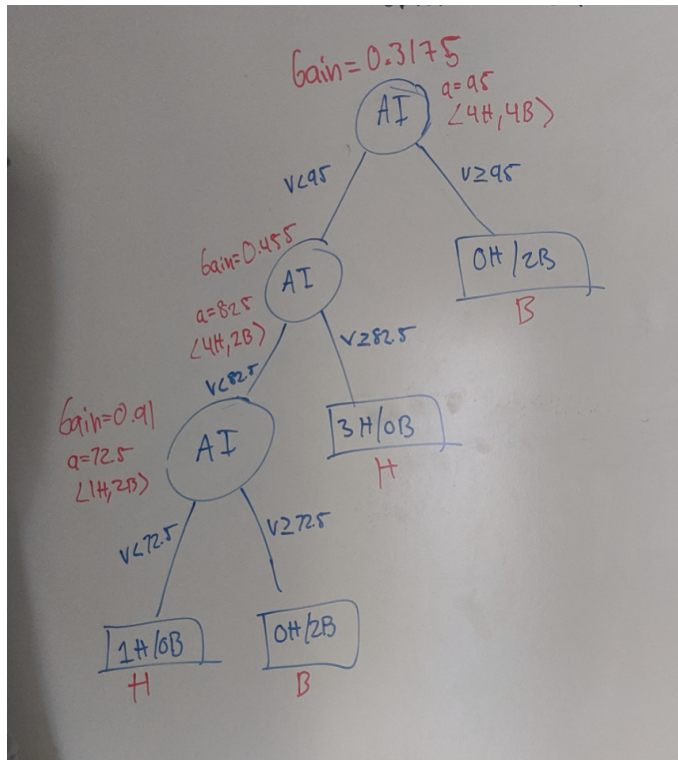 Gain = 0.3175
a = 95
AI
<4H, 4B>
V<95
V≥95
Gain=0.455
AI
0H / 2B
B
a=82.5
<4H, 2B>
V<82.5
V≥82.5
Gain=0.91
a=72.5
<1H, 2B>
AI
3H/0B
H
V<72.5
V≥72.5
1H/0B
0H/2B
H
B